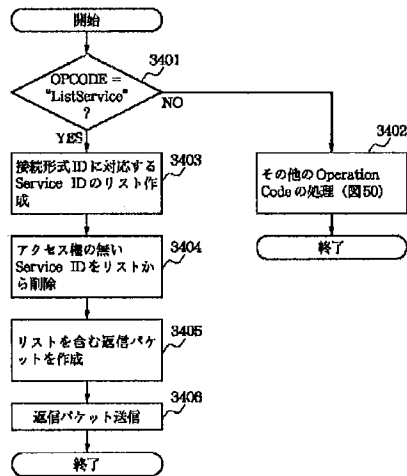 開始
3401
OPCODE =
“ListService”
?
NO
YES
3402
その他のOperation
Codeの処理（図50）
終了
3403
接続形式IDに対応する
Service IDのリスト作
成
3404
アクセス権の無い
Service IDをリストか
ら削除
3405
リストを含む返信パケ
ットを作成
3406
返信パケット送信
終了